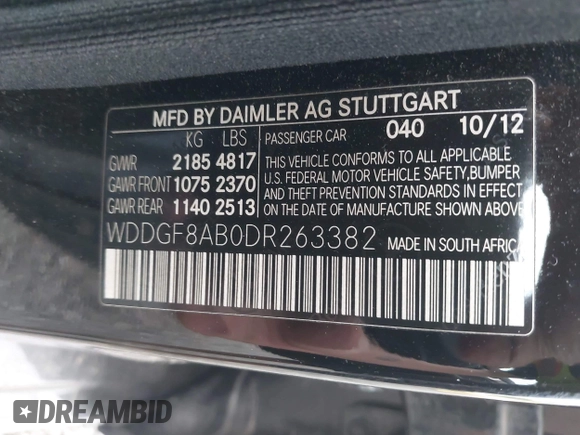 MFD BY DAIMLER AG STUTTGART
KG LBS PASSENGER CAR 040 10/12
GVWR 2185 4817 THIS VEHICLE CONFORMS TO ALL APPLICABLE
GAWR FRONT 1075 2370 U.S. FEDERAL MOTOR VEHICLE SAFETY,BUMPER
GAWR REAR 1140 2513 AND THEFT PREVENTION STANDARDS IN EFFECT
ON THE DATE OF MANUFACTURE SHOWN ABOVE
WDDGF8AB0DR263382 MADE IN SOUTH AFRICA
DREAMBID